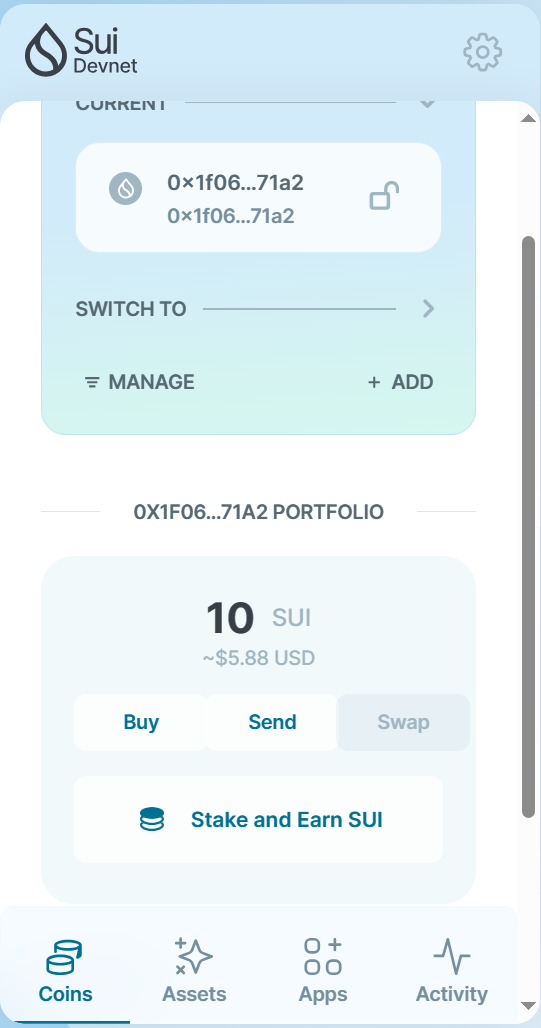 Sui
Devnet
CURRENT
0×1f06...71a2
0×1f06...71a2
SWITCH TO
MANAGE
+ ADD
0X1F06...71A2 PORTFOLIO
10 SUI
~$5.88 USD
Buy
Send
Swap
Stake and Earn SUI
Coins
Assets
Apps
Activity